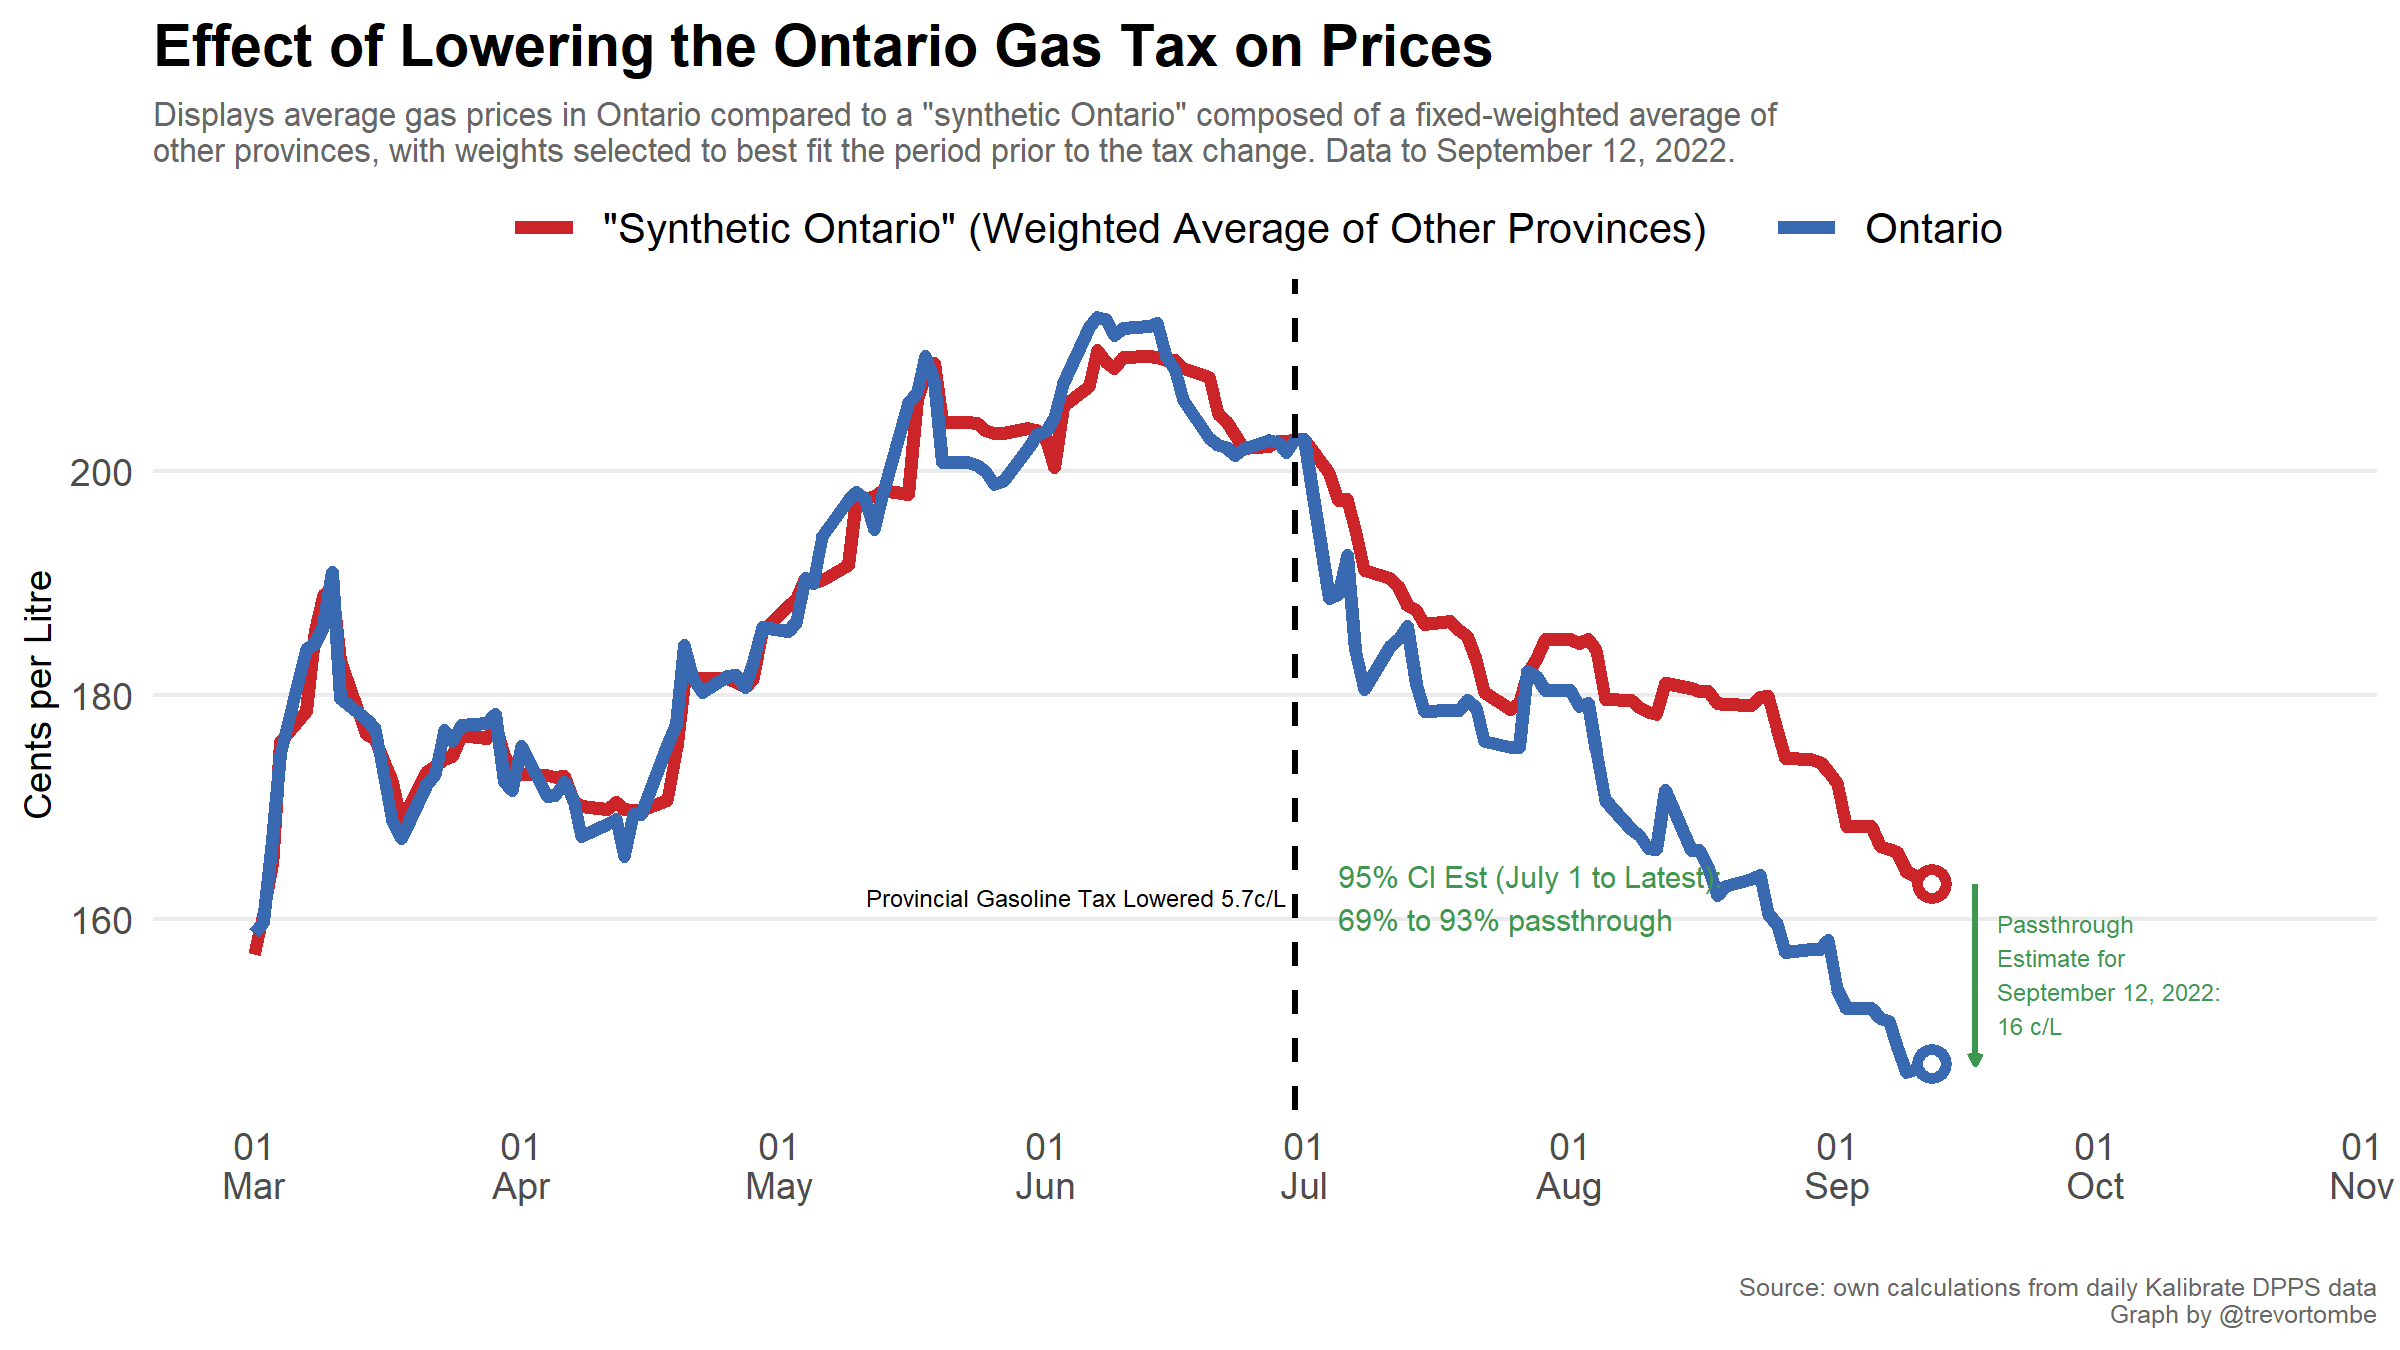 Effect of Lowering the Ontario Gas Tax on Prices
Displays average gas prices in Ontario compared to a "synthetic Ontario" composed of a fixed-weighted average of
other provinces, with weights selected to best fit the period prior to the tax change. Data to September 12, 2022.
"Synthetic Ontario" (Weighted Average of Other Provinces) Ontario
Cents per Litre
200
180
160
Provincial Gasoline Tax Lowered 5.7c/L
95% CI Est (July 1 to Latest):
69% to 93% passthrough
Passthrough
Estimate for
September 12, 2022:
16 c/L
01 01 01 01 01 01 01 01 01
Mar Apr May Jun Jul Aug Sep Oct Nov
Source: own calculations from daily Kalibrate DPPS data
Graph by @trevortombe